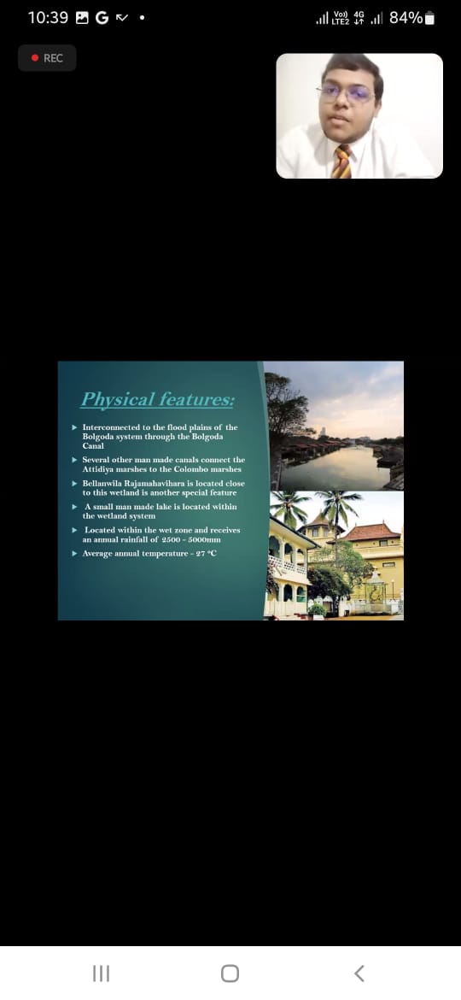 10:39
Vo) 4G
LTE2
84%
REC
Physical features:
Interconnected to the flood plains of the
Bolgoda system through the Bolgoda
Canal
Several other man made canals connect the
Attidiya marshes to the Colombo marshes
Bellanwila Rajamahavihara is located close
to this wetland is another special feature
A small man made lake is located within
the wetland system
Located within the wet zone and receives
an annual rainfall of 2500 - 5000mm
Average annual temperature - 27 °C